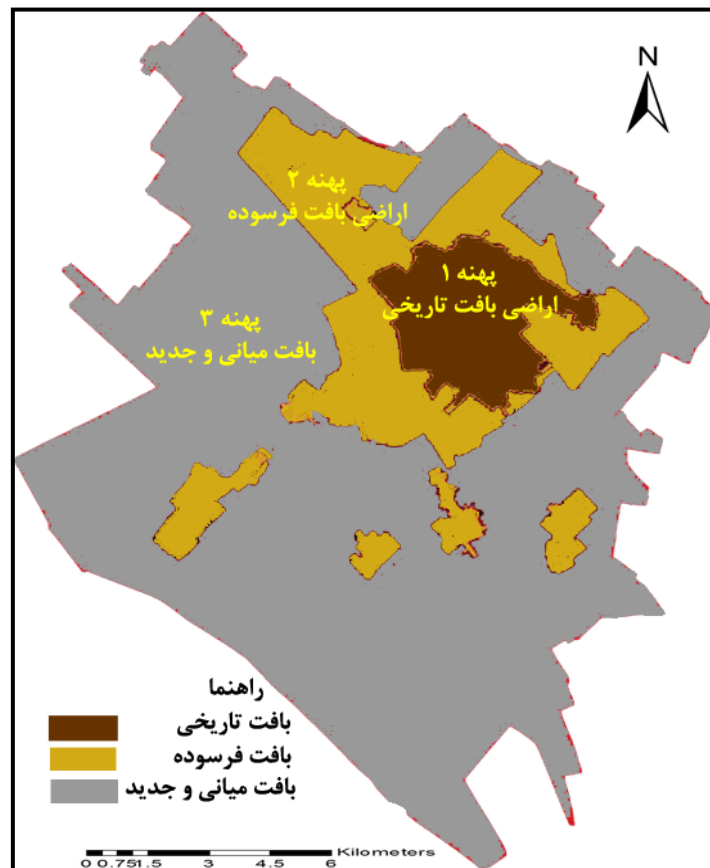 N
پهنه ۲
اراضی بافت فرسوده
پهنه ۱
اراضی بافت تاریخی
پهنه ۳
بافت میانی و جدید
راهنما
بافت تاریخی
بافت فرسوده
بافت میانی و جدید
Kilometers
0 0.75 1.5 3 4.5 6